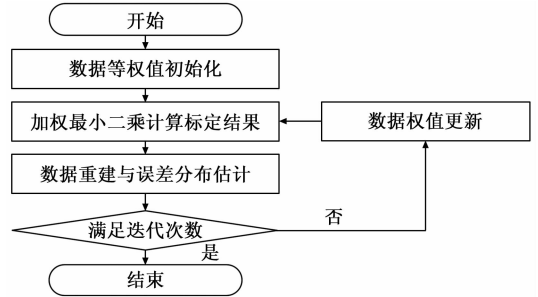 开始
数据等权值初始化
加权最小二乘计算标定结果
数据权值更新
数据重建与误差分布估计
满足迭代次数
否
是
结束